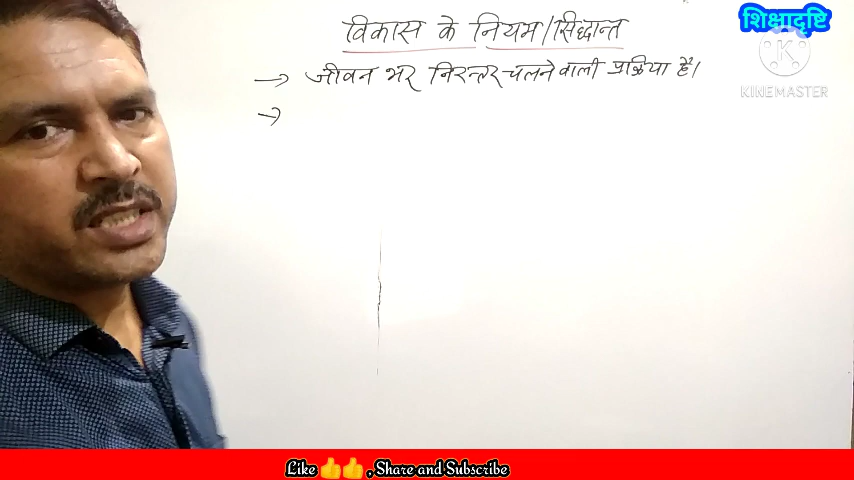 शिक्षादृष्टि
विकास के नियम/सिद्धान्त
K
KINEMASTER
→ जीवन भर निरन्तर चलने वाली प्रक्रिया है।
→
Like 👍👍 , Share and Subscribe